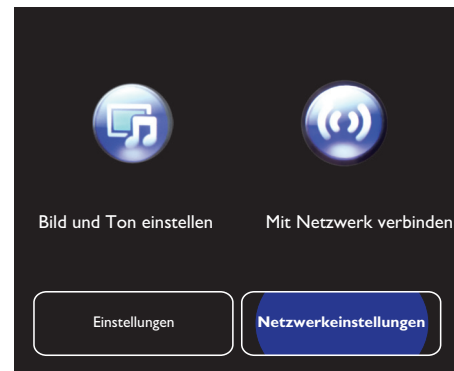 Bild und Ton einstellen
Mit Netzwerk verbinden
Einstellungen
Netzwerkeinstellungen